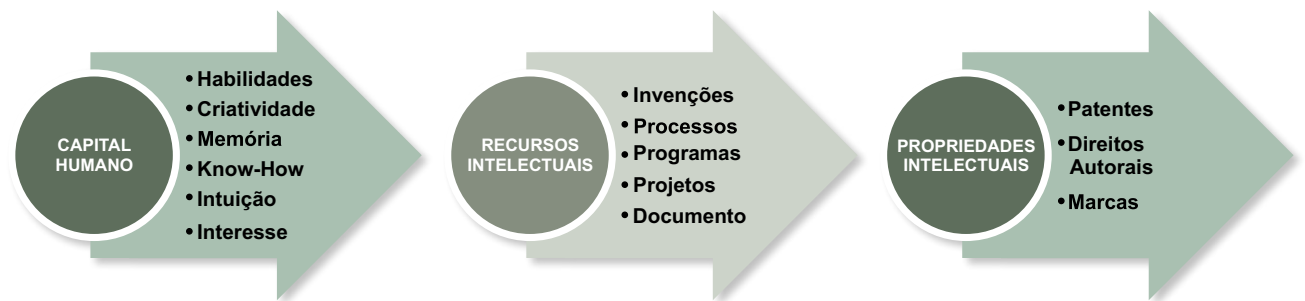 CAPITAL
HUMANO
• Habilidades
• Criatividade
• Memória
• Know-How
• Intuição
• Interesse
RECURSOS
INTELECTUAIS
• Invenções
• Processos
• Programas
• Projetos
• Documento
PROPRIEDADES
INTELECTUAIS
• Patentes
• Direitos
Autorais
• Marcas